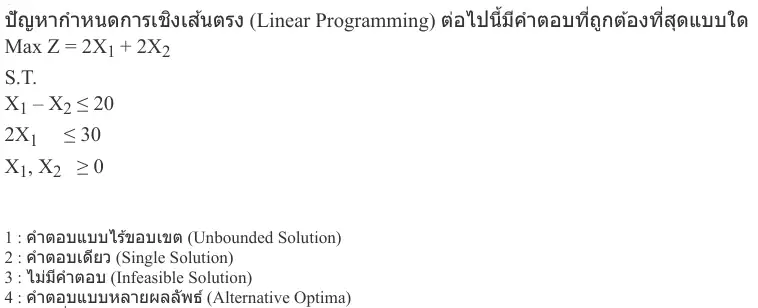 ปัญหากำหนดการเชิงเส้นตรง (Linear Programming) ต่อไปนี้มีคำตอบที่ถูกต้องที่สุดแบบใด
Max Z = 2X₁ + 2X₂
S.T.
X₁ – X₂ ≤ 20
2X₁ ≤ 30
X₁, X₂ ≥ 0
1 : คำตอบแบบไร้ขอบเขต (Unbounded Solution)
2 : คำตอบเดียว (Single Solution)
3 : ไม่มีคำตอบ (Infeasible Solution)
4 : คำตอบแบบหลายผลลัพธ์ (Alternative Optima)